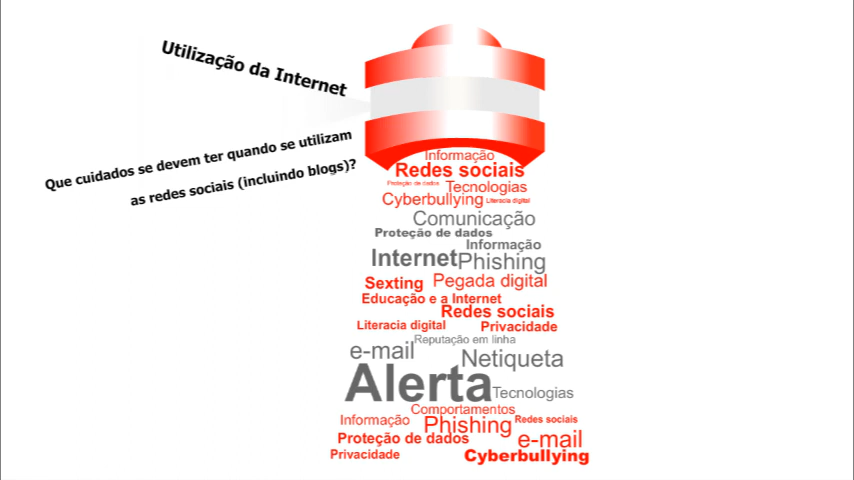 Utilização da Internet
Que cuidados se devem ter quando se utilizam
as redes sociais (incluindo blogs)?
Informação
Redes sociais
Proteção de dados Tecnologias
Cyberbullying Literacia digital
Comunicação
Proteção de dados
Informação
Internet Phishing
Sexting Pegada digital
Educação e a Internet
Redes sociais
Literacia digital Privacidade
Reputação em linha
e-mail Netiqueta
Alerta Tecnologias
Comportamentos
Informação Phishing Redes sociais
Proteção de dados e-mail
Privacidade Cyberbullying